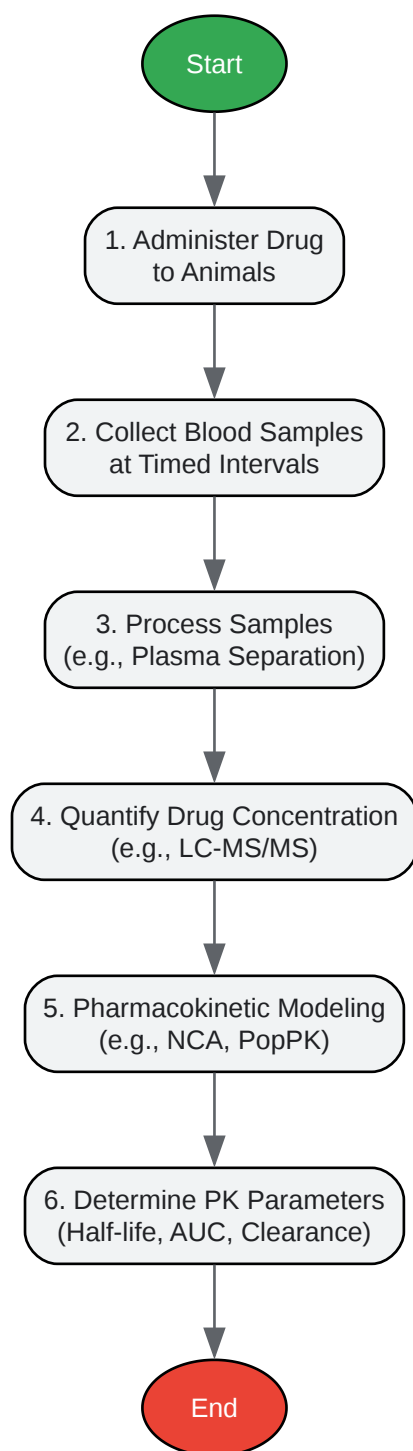 Start
1. Administer Drug
to Animals
2. Collect Blood Samples
at Timed Intervals
3. Process Samples
(e.g., Plasma Separation)
4. Quantify Drug Concentration
(e.g., LC-MS/MS)
5. Pharmacokinetic Modeling
(e.g., NCA, PopPK)
6. Determine PK Parameters
(Half-life, AUC, Clearance)
End